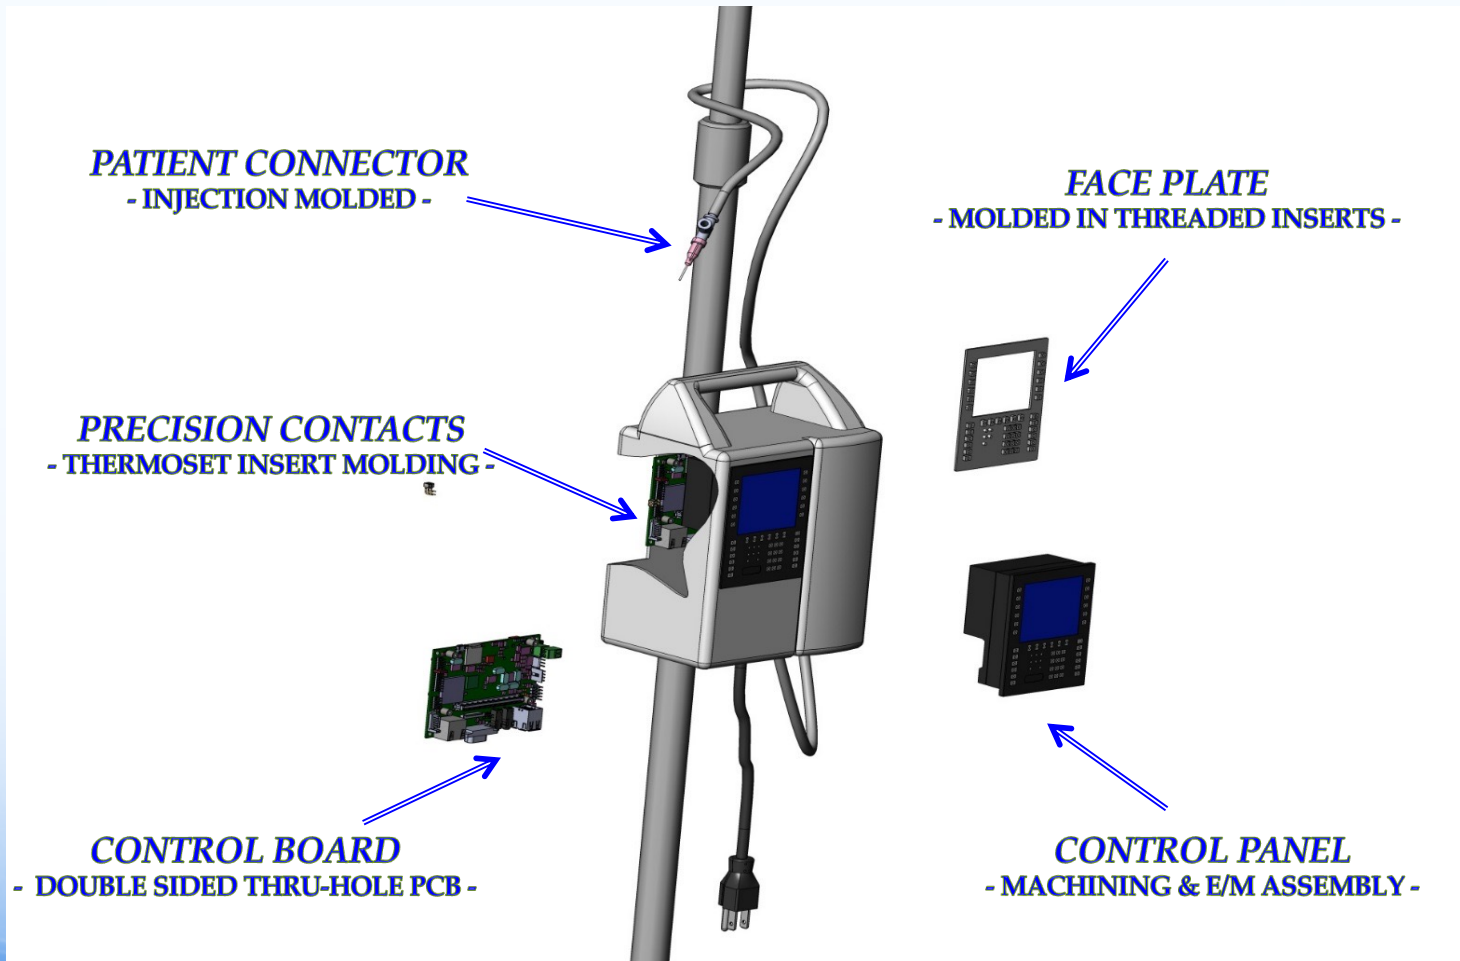 PATIENT CONNECTOR
- INJECTION MOLDED -
FACE PLATE
- MOLDED IN THREADED INSERTS -
PRECISION CONTACTS
- THERMOSET INSERT MOLDING -
CONTROL BOARD
- DOUBLE SIDED THRU-HOLE PCB -
CONTROL PANEL
- MACHINING & E/M ASSEMBLY -